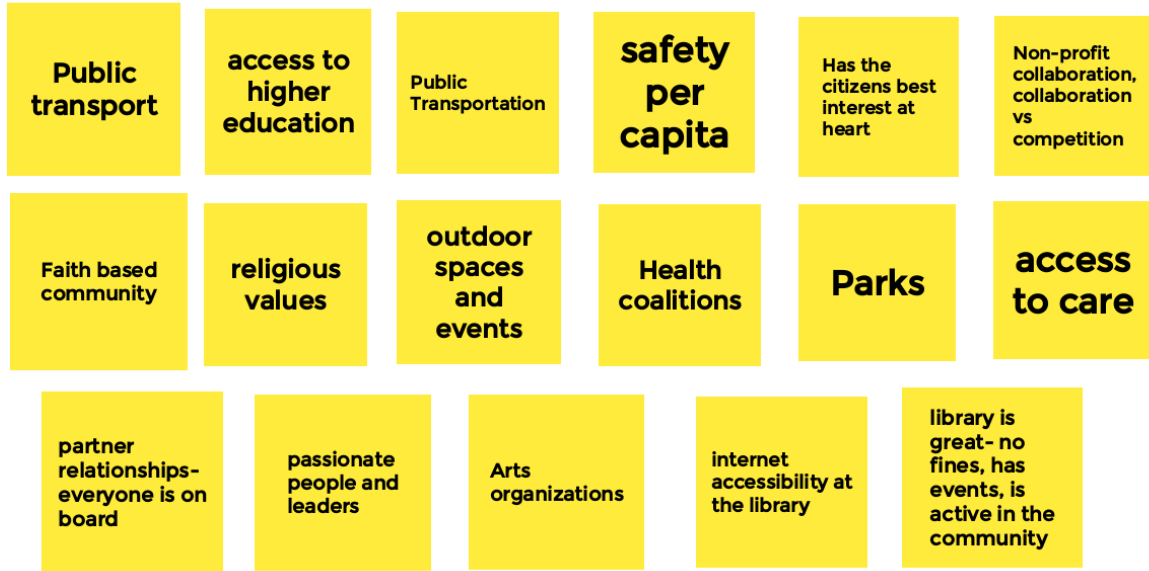 Public
transport
access to
higher
education
Public
Transportation
safety
per
capita
Has the
citizens best
interest at
heart
Non-profit
collaboration,
collaboration
vs
competition
Faith based
community
religious
values
outdoor
spaces
and
events
Health
coalitions
Parks
access
to care
partner
relationships-
everyone is on
board
passionate
people and
leaders
Arts
organizations
internet
accessibility at
the library
library is
great- no
fines, has
events, is
active in the
community